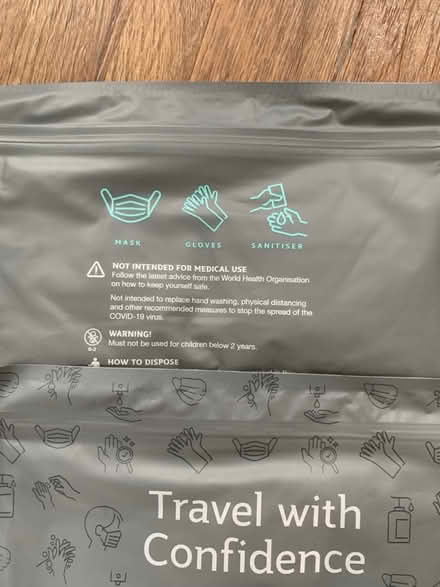 MASK GLOVES SANITISER
NOT INTENDED FOR MEDICAL USE
Follow the latest advice from the World Health Organisation
on how to keep yourself safe.
Not intended to replace hand washing, physical distancing
and other recommended measures to stop the spread of the
COVID-19 virus.
WARNING!
0-2
Must not be used for children below 2 years.
HOW TO DISPOSE
Travel with
Confidence